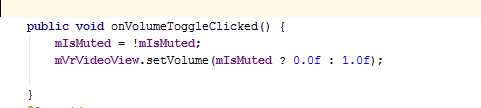 public void onVolumeToggleClicked() {
mIsMuted = !mIsMuted;
mVrVideoView.setVolume(mIsMuted ? 0.0f : 1.0f);
}